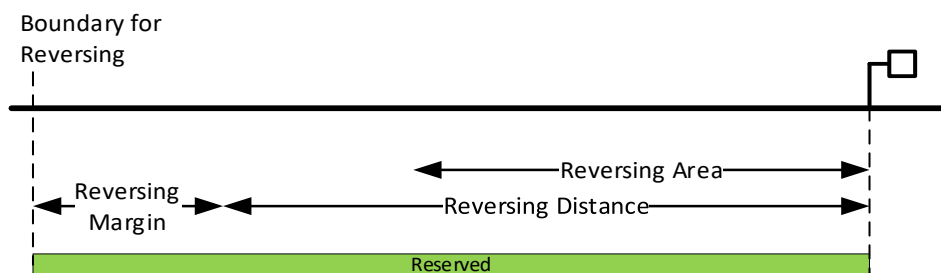 Boundary for
Reversing
Reversing Area
Reversing
Margin
Reversing Distance
Reserved